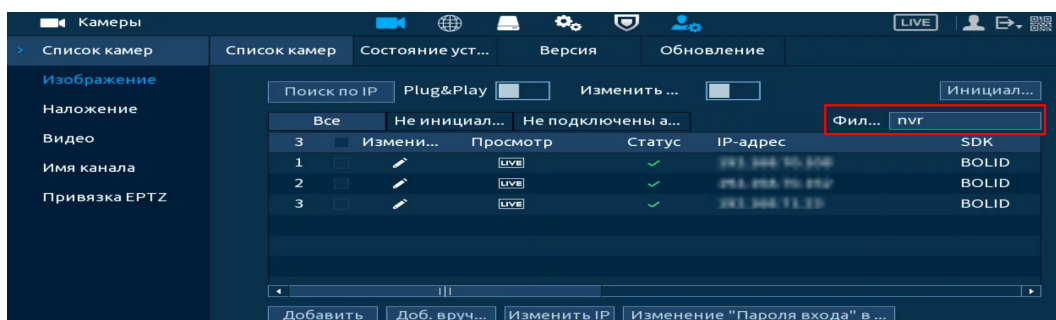 Камеры LIVE
Список камер Список камер Состояние уст... Версия Обновление
Изображение
Поиск по IP Plug&Play Изменить ... Инициал...
Наложение
Все Не инициал... Не подключены а... Фил... nvr
Видео
3 Измени... Просмотр Статус IP-адрес SDK
Имя канала
1 LIVE BOLID
2 LIVE BOLID
Привязка EPTZ
3 LIVE BOLID
Добавить Доб. вруч... Изменить IP Изменение "Пароля входа" в ...